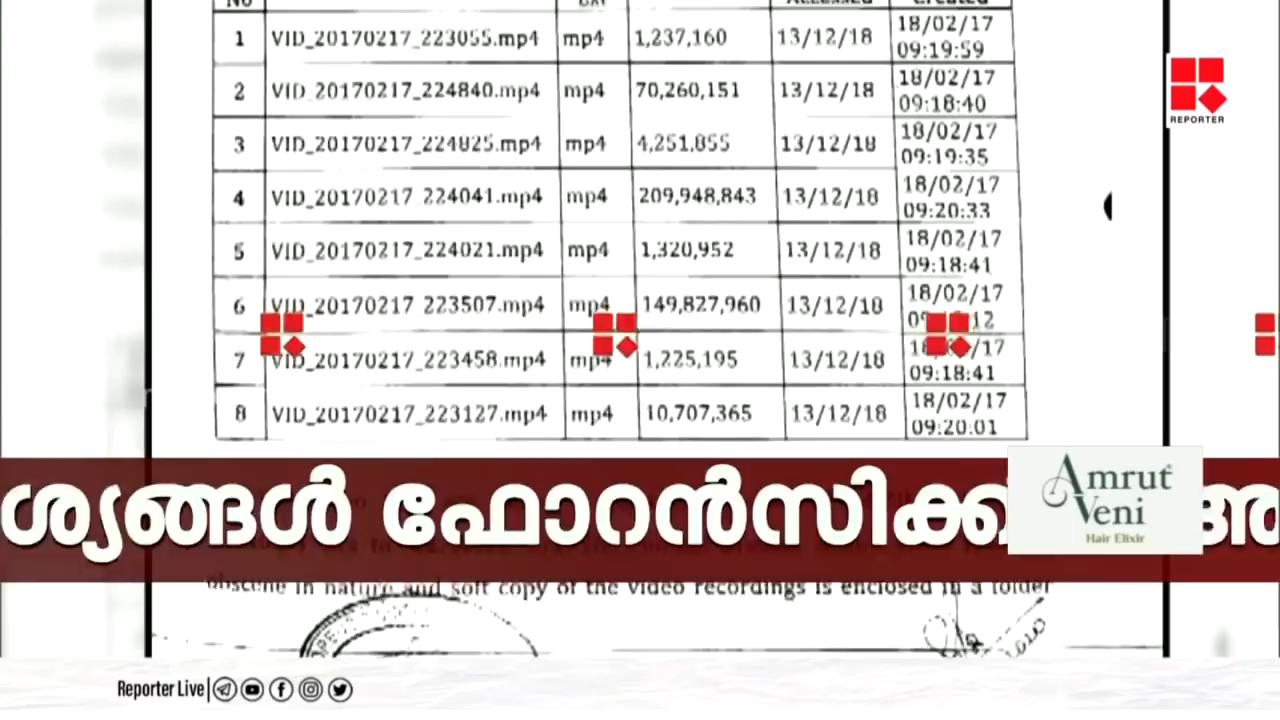 1 VID_20170217_223055.mp4 mp4 1,237,160 13/12/18 18/02/17 09:19:59
REPORTER
2 VID_20170217_224840.mp4 mp4 70,260,151 13/12/18 18/02/17 09:18:40
3 VID_20170217_224825.mp4 mp4 4,251,855 13/12/18 18/02/17 09:19:35
4 VID_20170217_224041.mp4 mp4 209,948,843 13/12/18 18/02/17 09:20:33
5 VID_20170217_224021.mp4 mp4 1,320,952 13/12/18 18/02/17 09:18:41
6 VID_20170217_223507.mp4 mp4 149,827,960 13/12/18 18/02/17
7 VID_20170217_223458.mp4 mp4 1,225,195 13/12/18 09:18:41
8 VID_20170217_223127.mp4 mp4 10,707,365 13/12/18 18/02/17 09:20:01
ശ്യങ്ങൾ ഫോറൻസിക്ക
Amrut
Veni
Hair Elixir
obscene in nature and soft copy of the video recordings is enclosed in a folder
Reporter Live